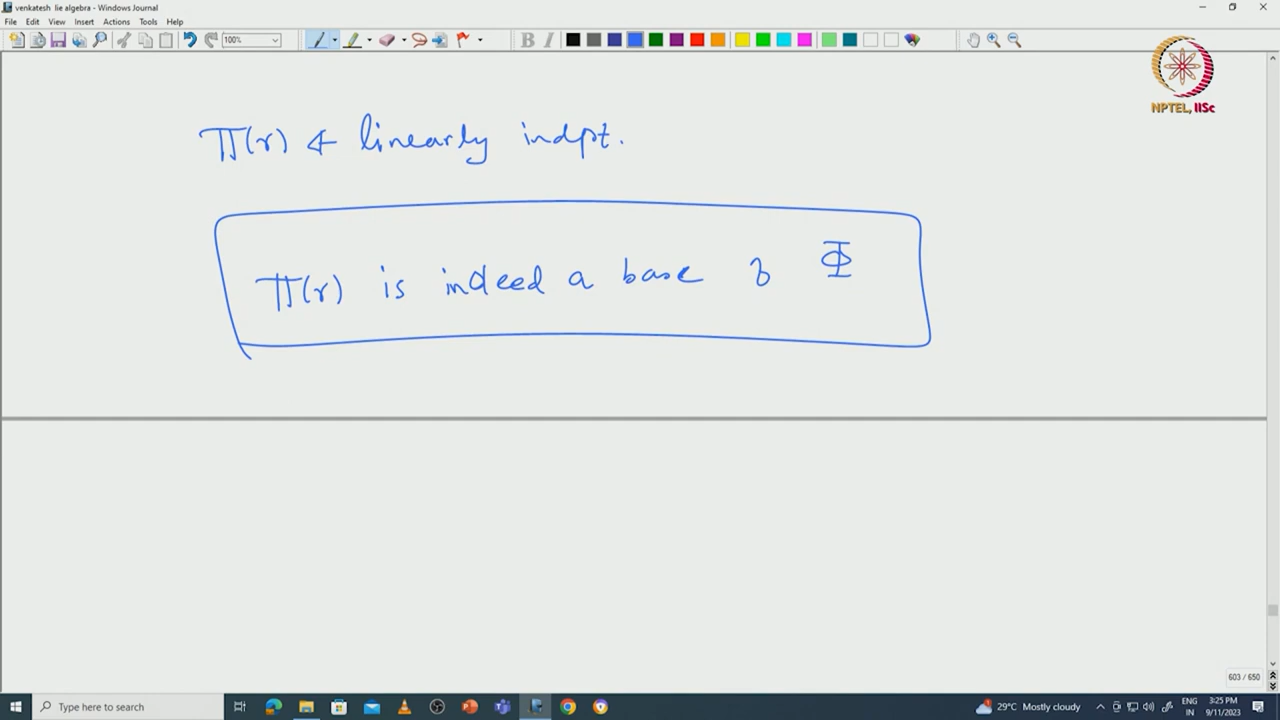 venkatesh lie algebra - Windows Journal
File Edit View Insert Actions Tools Help
100%
NPTEL, IISc
Π(γ) & linearly indpt.
Π(γ) is indeed a base of Φ
603 / 650
Type here to search
29°C Mostly cloudy
ENG
IN
3:25 PM
9/11/2023